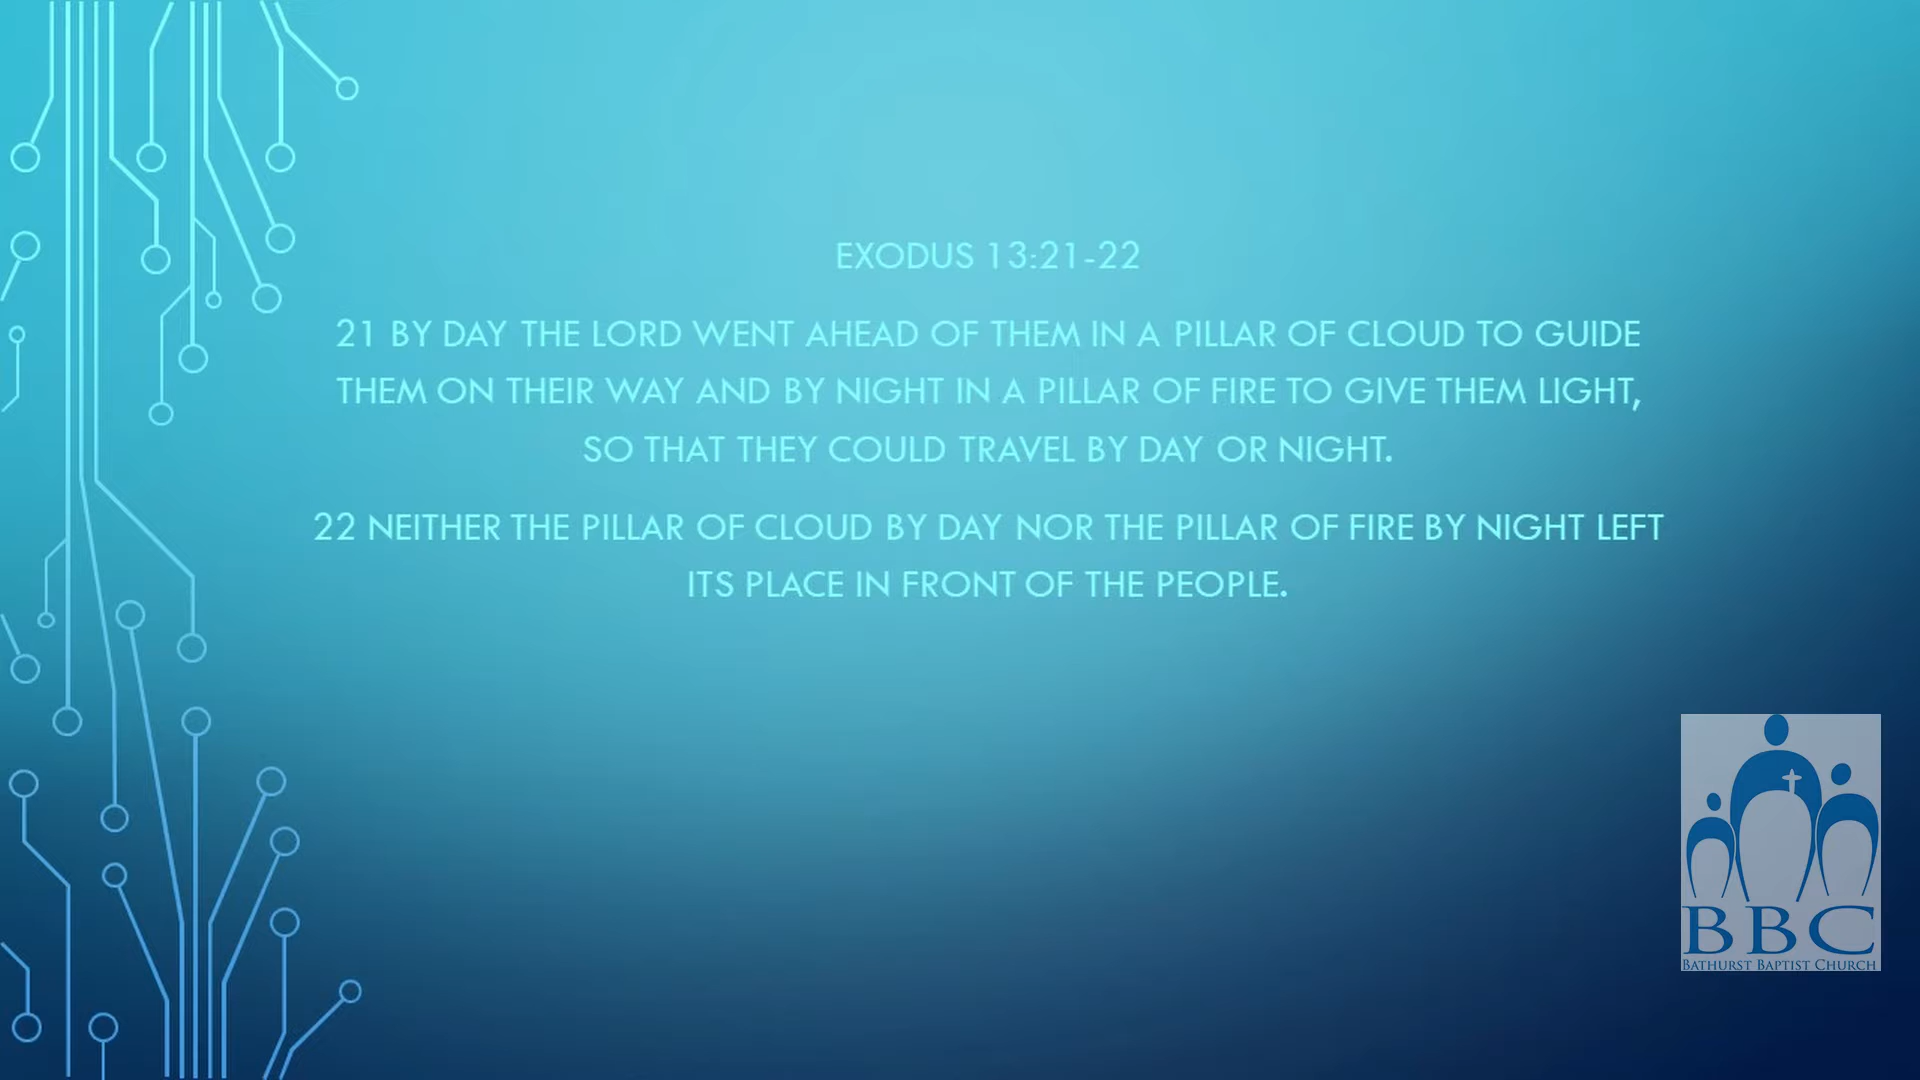 EXODUS 13:21-22
21 BY DAY THE LORD WENT AHEAD OF THEM IN A PILLAR OF CLOUD TO GUIDE
THEM ON THEIR WAY AND BY NIGHT IN A PILLAR OF FIRE TO GIVE THEM LIGHT,
SO THAT THEY COULD TRAVEL BY DAY OR NIGHT.
22 NEITHER THE PILLAR OF CLOUD BY DAY NOR THE PILLAR OF FIRE BY NIGHT LEFT
ITS PLACE IN FRONT OF THE PEOPLE.
BBC
BATHURST BAPTIST CHURCH